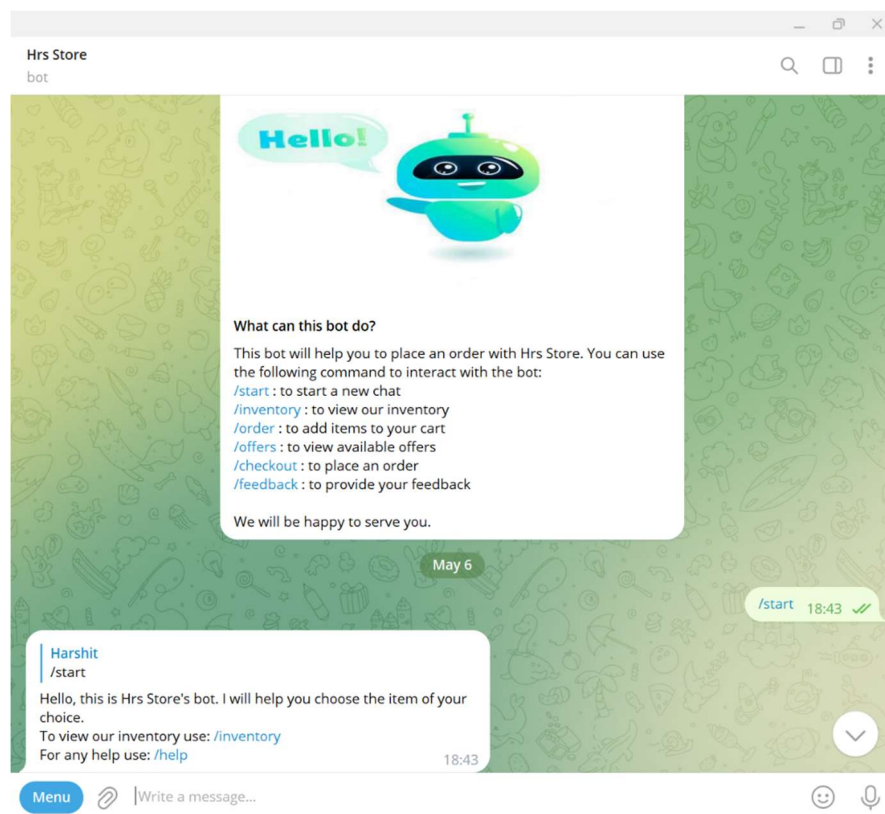 Hrs Store
bot
Hello!
What can this bot do?
This bot will help you to place an order with Hrs Store. You can use
the following command to interact with the bot:
/start : to start a new chat
/inventory : to view our inventory
/order : to add items to your cart
/offers : to view available offers
/checkout : to place an order
/feedback : to provide your feedback
We will be happy to serve you.
May 6
/start 18:43
Harshit
/start
Hello, this is Hrs Store's bot. I will help you choose the item of your
choice.
To view our inventory use: /inventory
For any help use: /help
18:43
Menu
Write a message...